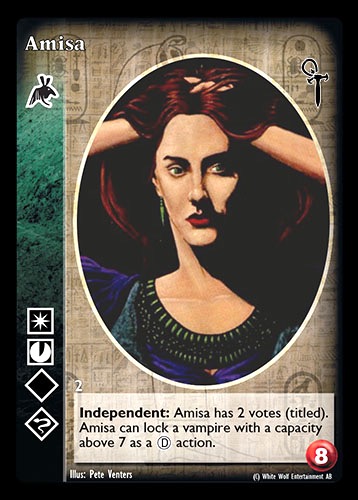 Amisa
2
Independent: Amisa has 2 votes (titled).
Amisa can lock a vampire with a capacity
above 7 as a Ⓓ action.
8
Illus: Pete Venters
(C) White Wolf Entertainment AB